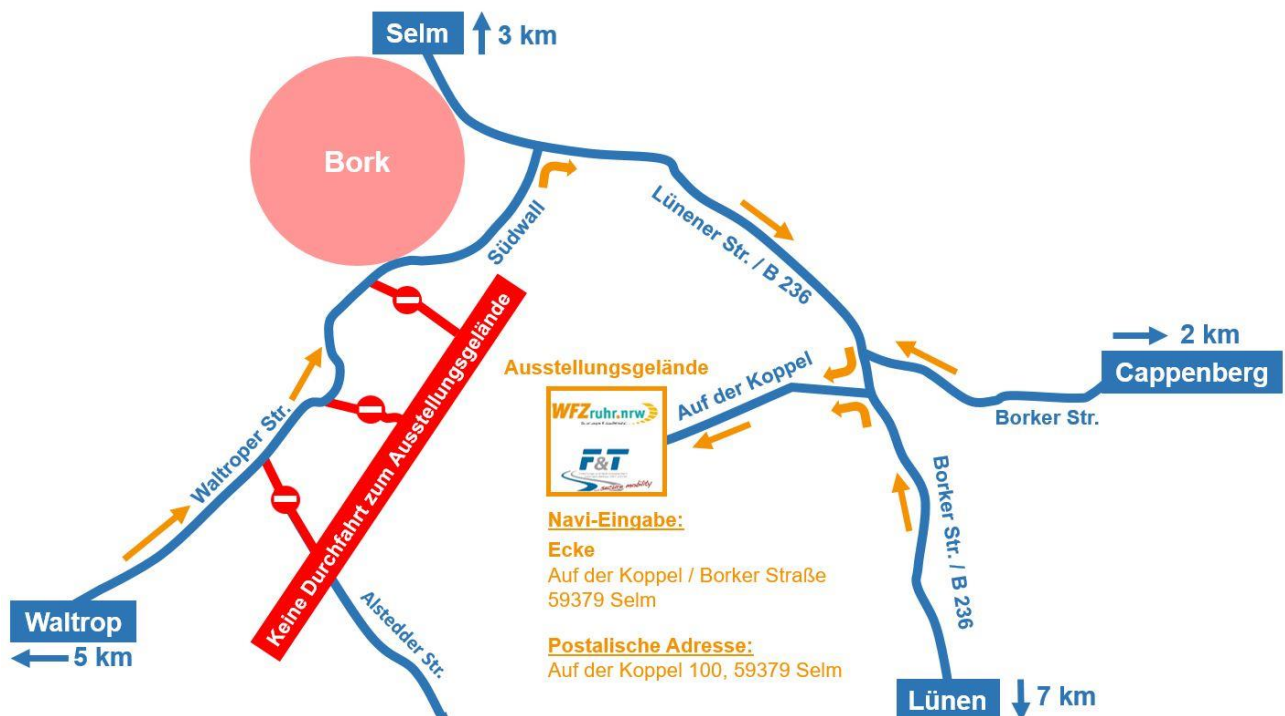 Selm
3 km
Bork
Südwall
Lünener Str. / B 236
2 km
Cappenberg
Borker Str.
Ausstellungsgelände
Auf der Koppel
WFZruhr.nrw
F&T
mobility
Keine Durchfahrt zum Ausstellungsgelände
Waltroper Str.
Navi-Eingabe:
Ecke
Auf der Koppel / Borker Straße
59379 Selm
Postalische Adresse:
Auf der Koppel 100, 59379 Selm
Borker Str. / B 236
Waltrop
5 km
Alstedder Str.
Lünen
7 km